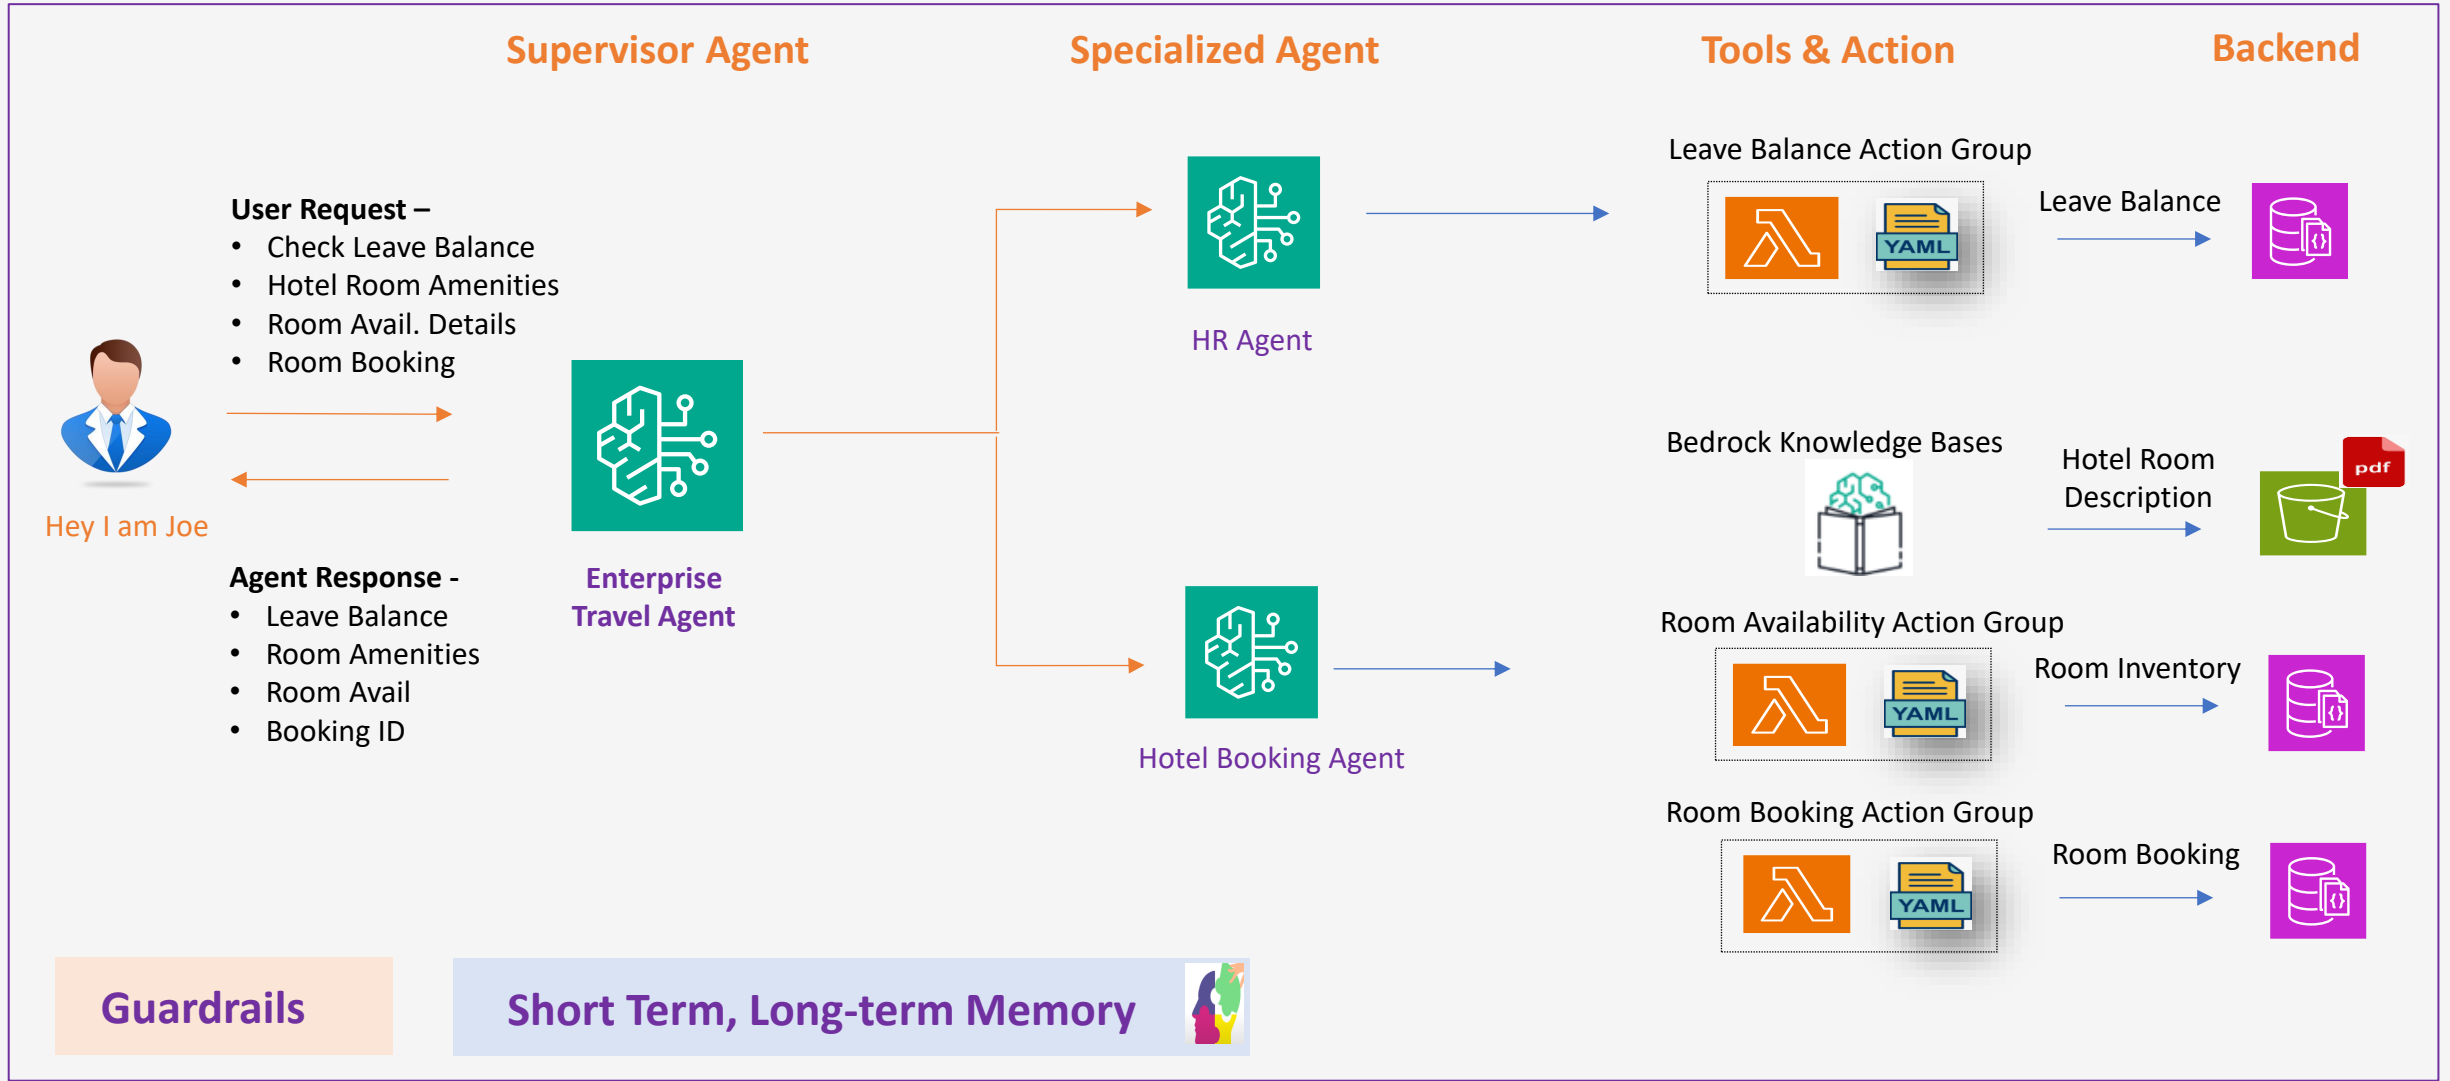 Supervisor Agent
Specialized Agent
Tools & Action
Backend
User Request –
• Check Leave Balance
• Hotel Room Amenities
• Room Avail. Details
• Room Booking
Hey I am Joe
Agent Response -
• Leave Balance
• Room Amenities
• Room Avail
• Booking ID
Enterprise
Travel Agent
HR Agent
Hotel Booking Agent
Leave Balance Action Group
YAML
Leave Balance
Bedrock Knowledge Bases
Hotel Room
Description
pdf
Room Availability Action Group
YAML
Room Inventory
Room Booking Action Group
YAML
Room Booking
Guardrails
Short Term, Long-term Memory